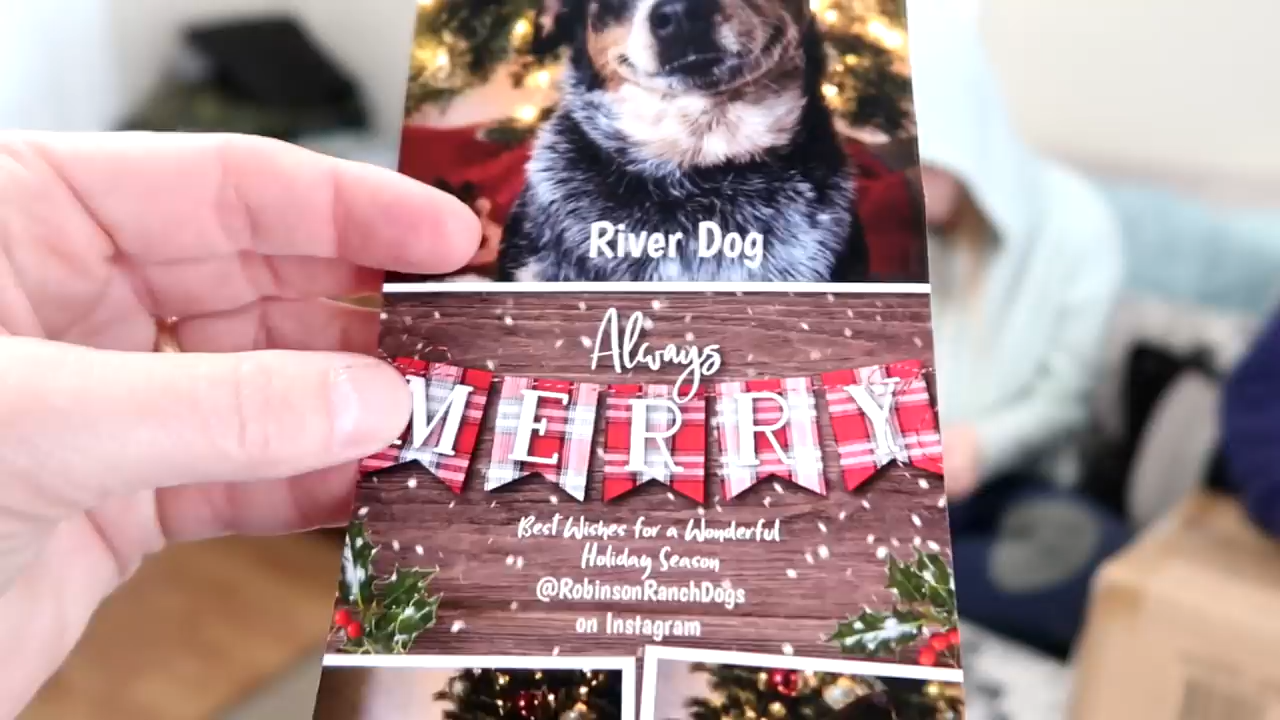 River Dog
Always
MERRY
Best Wishes for a Wonderful
Holiday Season
@RobinsonRanchDogs
on Instagram